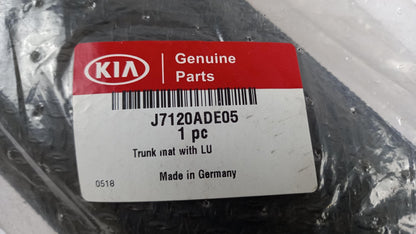 KIA
Genuine
Parts
J7120ADE05
1 pc
Trunk mat with LU
Made in Germany
0518